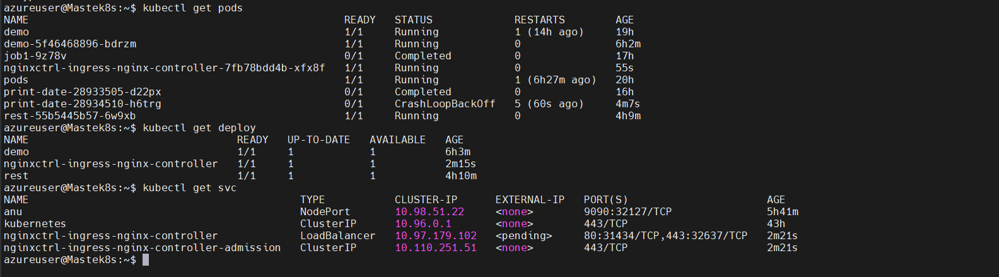 azureuser@Mastek8s:~$ kubectl get pods
NAME READY STATUS RESTARTS AGE
demo 1/1 Running 1 (14h ago) 19h
demo-5f46468896-bdrzm 1/1 Running 0 6h2m
job1-9z78v 0/1 Completed 0 17h
nginxctrl-ingress-nginx-controller-7fb78bdd4b-xfx8f 1/1 Running 0 55s
pods 1/1 Running 1 (6h27m ago) 20h
print-date-28933505-d22px 0/1 Completed 0 16h
print-date-28934510-h6trg 0/1 CrashLoopBackOff 5 (60s ago) 4m7s
rest-55b5445b57-6w9xb 1/1 Running 0 4h9m
azureuser@Mastek8s:~$ kubectl get deploy
NAME READY UP-TO-DATE AVAILABLE AGE
demo 1/1 1 1 6h3m
nginxctrl-ingress-nginx-controller 1/1 1 1 2m15s
rest 1/1 1 1 4h10m
azureuser@Mastek8s:~$ kubectl get svc
NAME TYPE CLUSTER-IP EXTERNAL-IP PORT(S) AGE
anu NodePort 10.98.51.22 <none> 9090:32127/TCP 5h41m
kubernetes ClusterIP 10.96.0.1 <none> 443/TCP 43h
nginxctrl-ingress-nginx-controller LoadBalancer 10.97.179.102 <pending> 80:31434/TCP,443:32637/TCP 2m21s
nginxctrl-ingress-nginx-controller-admission ClusterIP 10.110.251.51 <none> 443/TCP 2m21s
azureuser@Mastek8s:~$